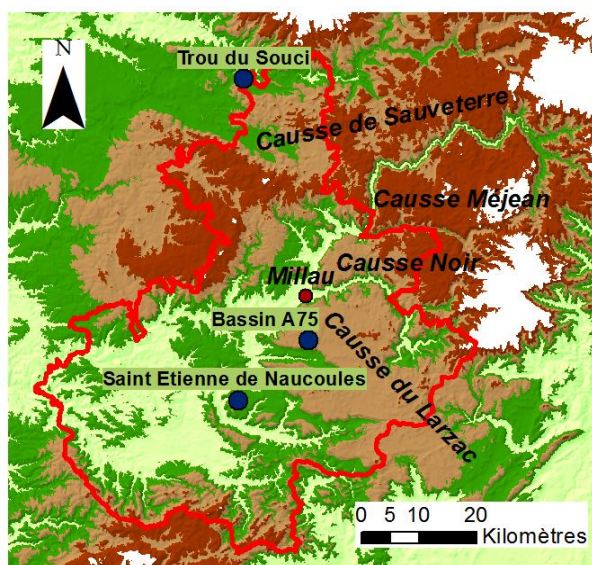 N
Trou du Souci
Causse de Sauveterre
Causse Méjean
Causse Noir
Millau
Bassin A75
Causse du Larzac
Saint Etienne de Naucoules
0 5 10 20
Kilomètres